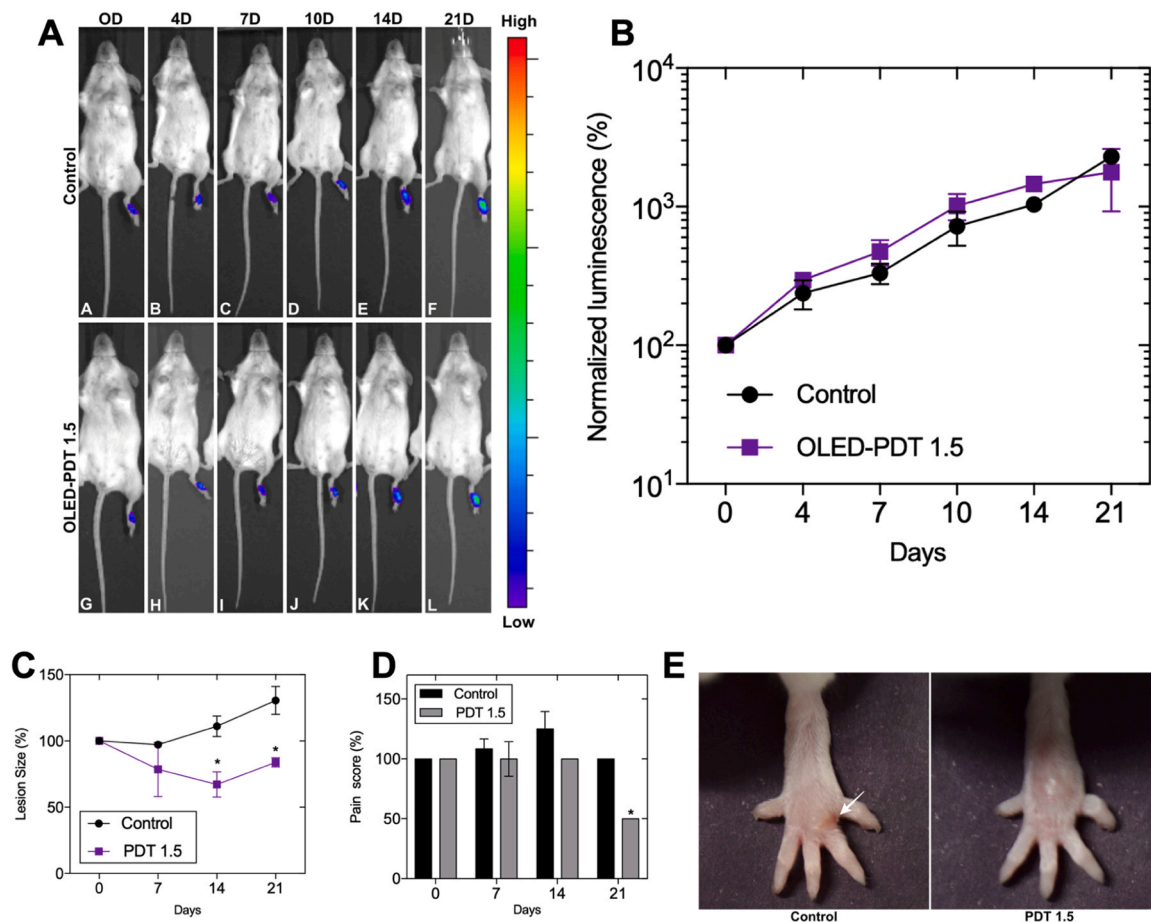 A
OD 4D 7D 10D 14D 21D
High
Control
A B C D E F
OLED-PDT 1.5
G H I J K L
Low
B
Normalized luminescence (%)
10⁴
10³
10²
10¹
Control
OLED-PDT 1.5
0 4 7 10 14 21
Days
C
Lesion Size (%)
150
100
50
0
* *
Control
PDT 1.5
0 7 14 21
Days
D
Pain score (%)
150
100
50
0
Control
PDT 1.5
*
0 7 14 21
Days
E
Control PDT 1.5